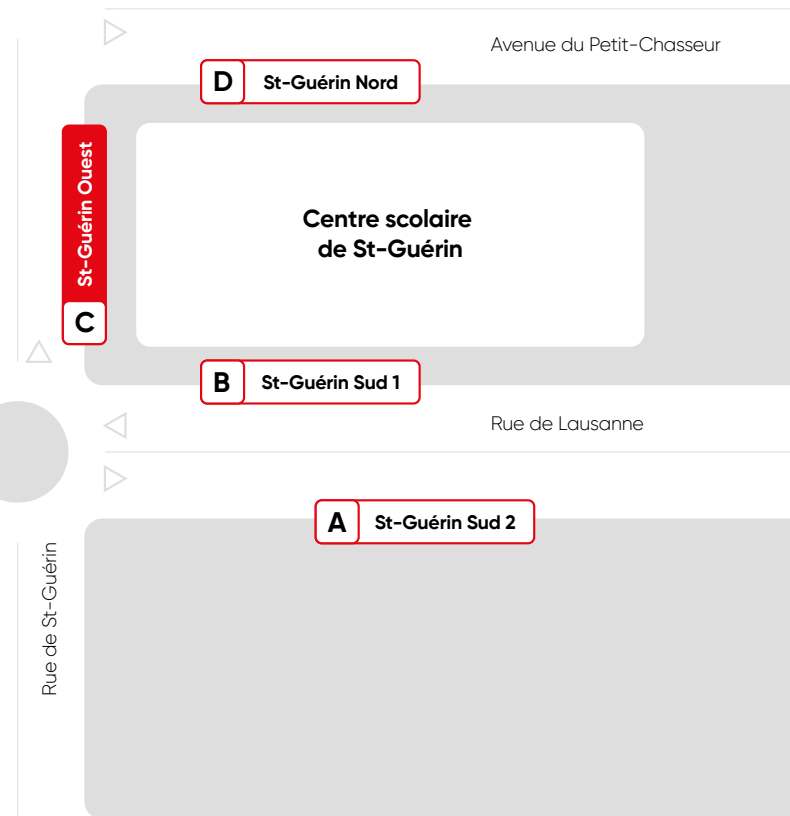 Avenue du Petit-Chasseur
D St-Guérin Nord
St-Guérin Ouest
C
Centre scolaire
de St-Guérin
B St-Guérin Sud 1
Rue de Lausanne
A St-Guérin Sud 2
Rue de St-Guérin